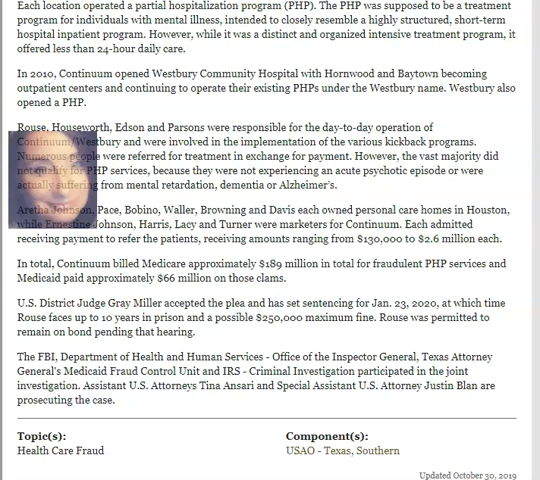 Each location operated a partial hospitalization program (PHP). The PHP was supposed to be a treatment
program for individuals with mental illness, intended to closely resemble a highly structured, short-term
hospital inpatient program. However, while it was a distinct and organized intensive treatment program, it
offered less than 24-hour daily care.
In 2010, Continuum opened Westbury Community Hospital with Hornwood and Baytown becoming
outpatient centers and continuing to operate their existing PHPs under the Westbury name. Westbury also
opened a PHP.
Rouse, Houseworth, Edson and Parsons were responsible for the day-to-day operation of
Continuum/Westbury and were involved in the implementation of the various kickback programs.
Numerous people were referred for treatment in exchange for payment. However, the vast majority did
not qualify for PHP services, because they were not experiencing an acute psychotic episode or were
actually suffering from mental retardation, dementia or Alzheimer's.
Aretha Johnson, Pace, Bobino, Waller, Browning and Davis each owned personal care homes in Houston,
while Ernestine Johnson, Harris, Lacy and Turner were marketers for Continuum. Each admitted
receiving payment to refer the patients, receiving amounts ranging from $130,000 to $2.6 million each.
In total, Continuum billed Medicare approximately $189 million in total for fraudulent PHP services and
Medicaid paid approximately $66 million on those claims.
U.S. District Judge Gray Miller accepted the plea and has set sentencing for Jan. 23, 2020, at which time
Rouse faces up to 10 years in prison and a possible $250,000 maximum fine. Rouse was permitted to
remain on bond pending that hearing.
The FBI, Department of Health and Human Services - Office of the Inspector General, Texas Attorney
General's Medicaid Fraud Control Unit and IRS - Criminal Investigation participated in the joint
investigation. Assistant U.S. Attorneys Tina Ansari and Special Assistant U.S. Attorney Justin Blan are
prosecuting the case.
Topic(s):
Health Care Fraud
Component(s):
USAO - Texas, Southern
Updated October 30, 2019